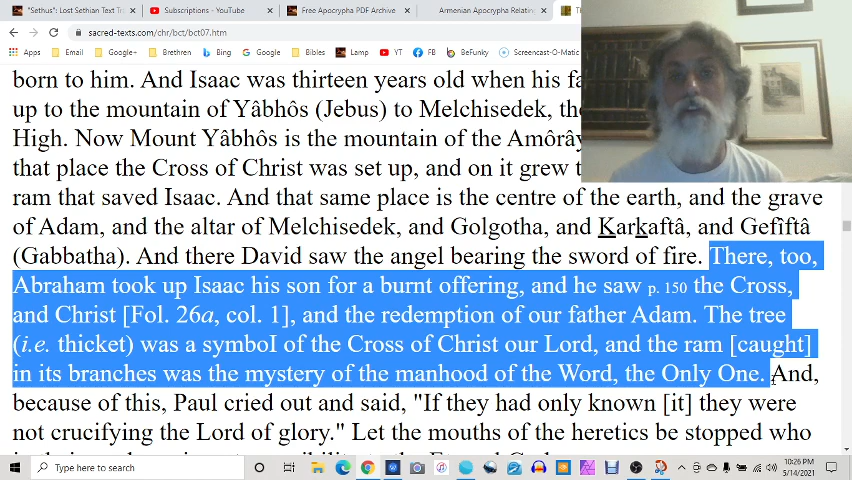 "Sethus": Lost Sethian Text Tr
Subscriptions - YouTube
Free Apocrypha PDF Archive
Armenian Apocrypha Relating
Th
sacred-texts.com/chr/bct/bct07.htm
Apps
Email
Google+
Brethren
Bing
Google
Bibles
Lamp
YT
FB
BeFunky
Screencast-O-Matic
born to him. And Isaac was thirteen years old when his fa
up to the mountain of Yâbhôs (Jebus) to Melchisedek, the
High. Now Mount Yâbhôs is the mountain of the Amôrây
that place the Cross of Christ was set up, and on it grew t
ram that saved Isaac. And that same place is the centre of the earth, and the grave
of Adam, and the altar of Melchisedek, and Golgotha, and Karkaftâ, and Gefîftâ
(Gabbatha). And there David saw the angel bearing the sword of fire. There, too,
Abraham took up Isaac his son for a burnt offering, and he saw p. 150 the Cross,
and Christ [Fol. 26a, col. 1], and the redemption of our father Adam. The tree
(i.e. thicket) was a symbol of the Cross of Christ our Lord, and the ram [caught]
in its branches was the mystery of the manhood of the Word, the Only One. And,
because of this, Paul cried out and said, "If they had only known [it] they were
not crucifying the Lord of glory." Let the mouths of the heretics be stopped who
Type here to search
10:26 PM
5/14/2021